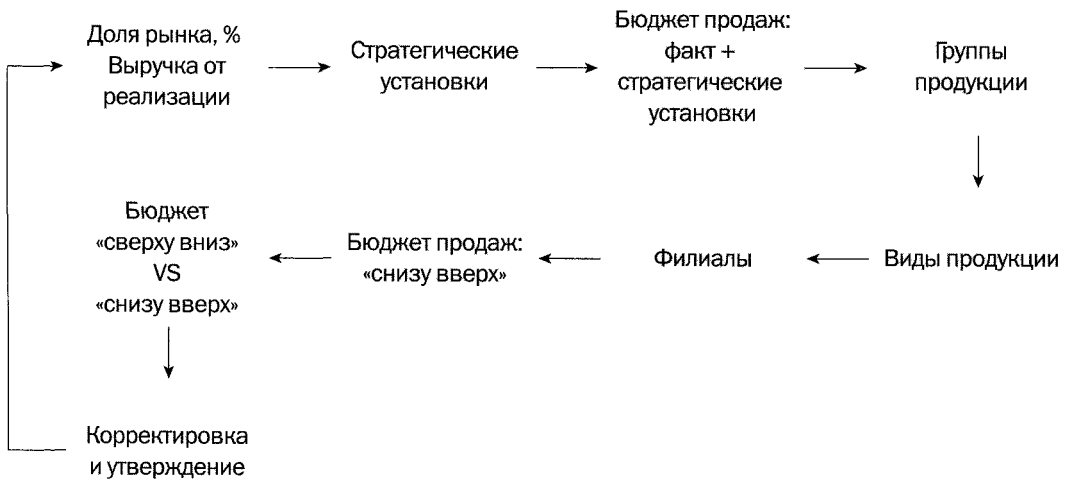 Доля рынка, %
Выручка от
реализации
Стратегические
установки
Бюджет продаж:
факт +
стратегические
установки
Группы
продукции
Виды продукции
Филиалы
Бюджет продаж:
«снизу вверх»
Бюджет
«сверху вниз»
VS
«снизу вверх»
Корректировка
и утверждение